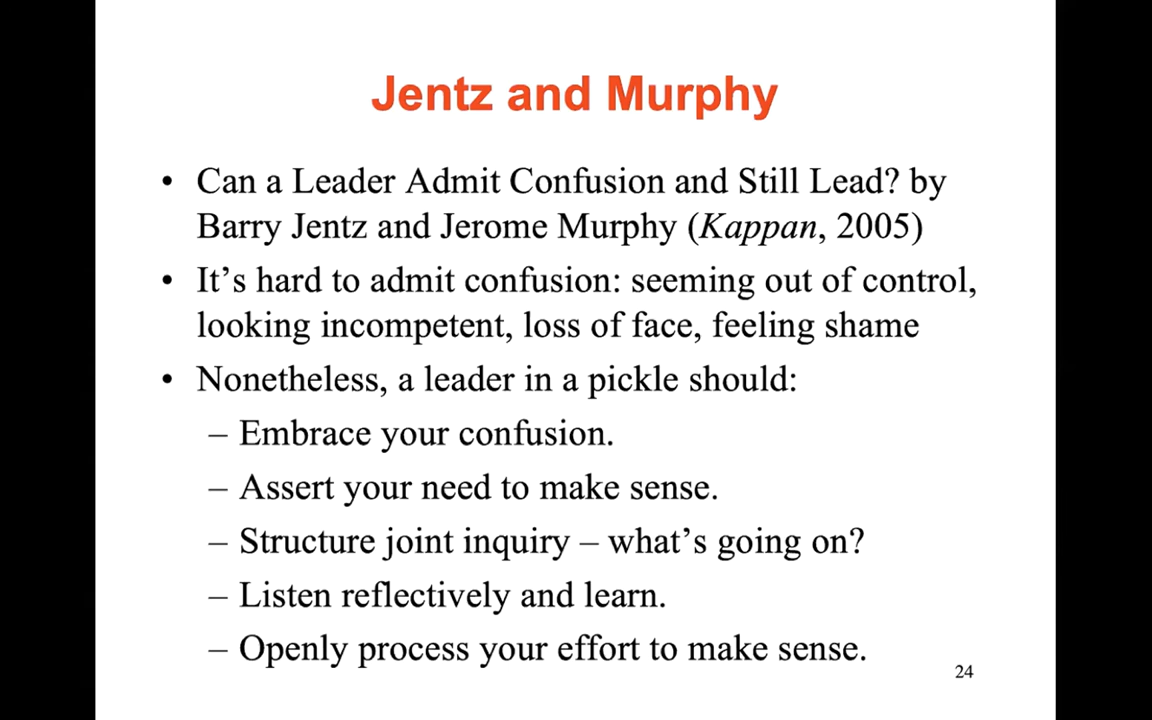 Jentz and Murphy
• Can a Leader Admit Confusion and Still Lead? by
Barry Jentz and Jerome Murphy (Kappan, 2005)
• It’s hard to admit confusion: seeming out of control,
looking incompetent, loss of face, feeling shame
• Nonetheless, a leader in a pickle should:
– Embrace your confusion.
– Assert your need to make sense.
– Structure joint inquiry – what’s going on?
– Listen reflectively and learn.
– Openly process your effort to make sense.
24